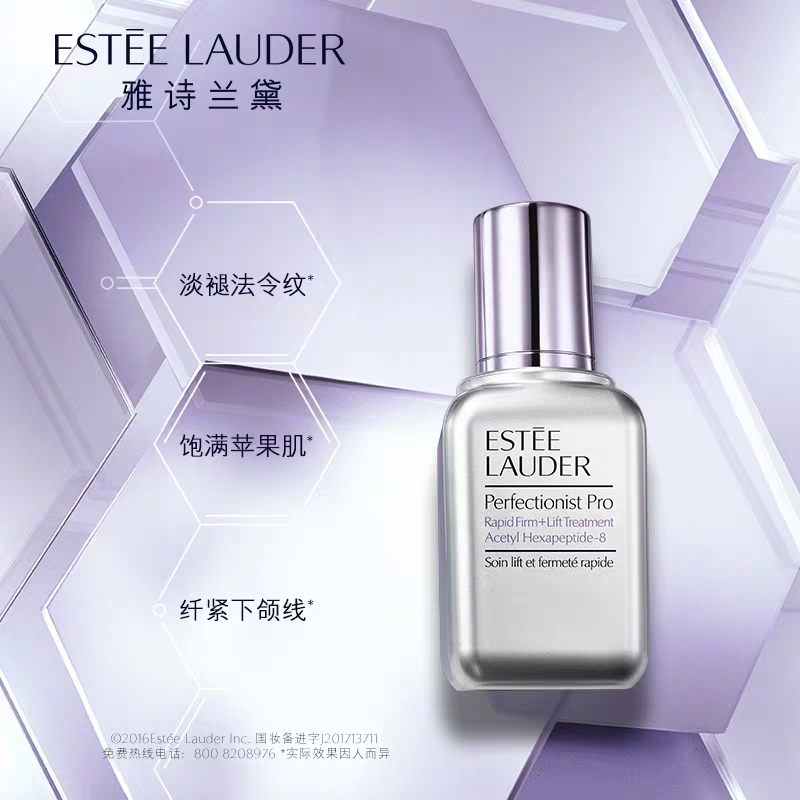 ESTĒE LAUDER
雅诗兰黛
淡褪法令纹*
饱满苹果肌*
纤紧下颌线*
ESTĒE
LAUDER
Perfectionist Pro
Rapid Firm+Lift Treatment
Acetyl Hexapeptide-8
Soin lift et fermeté rapide
©2016Estée Lauder Inc. 国妆备进字J201713711
免费热线电话: 800 8208976 *实际效果因人而异